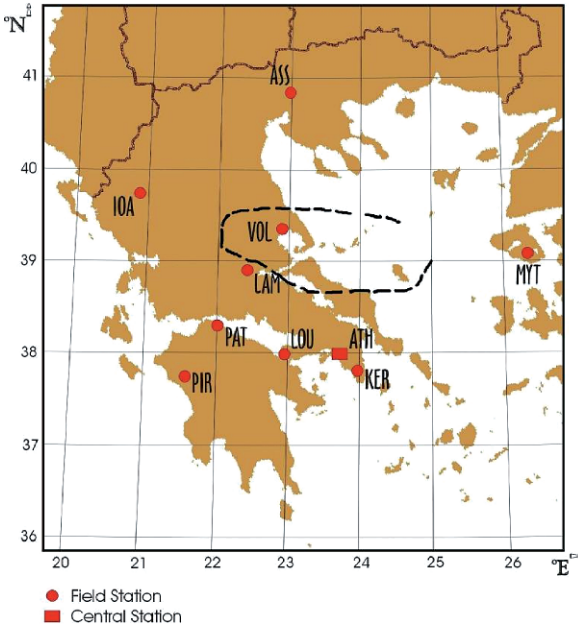 °N
41
ASS
40
IOA
VOL
39
LAM
MYT
PAT
LOU
ATH
38
PIR
KER
37
36
20 21 22 23 24 25 26 °E
Field Station
Central Station